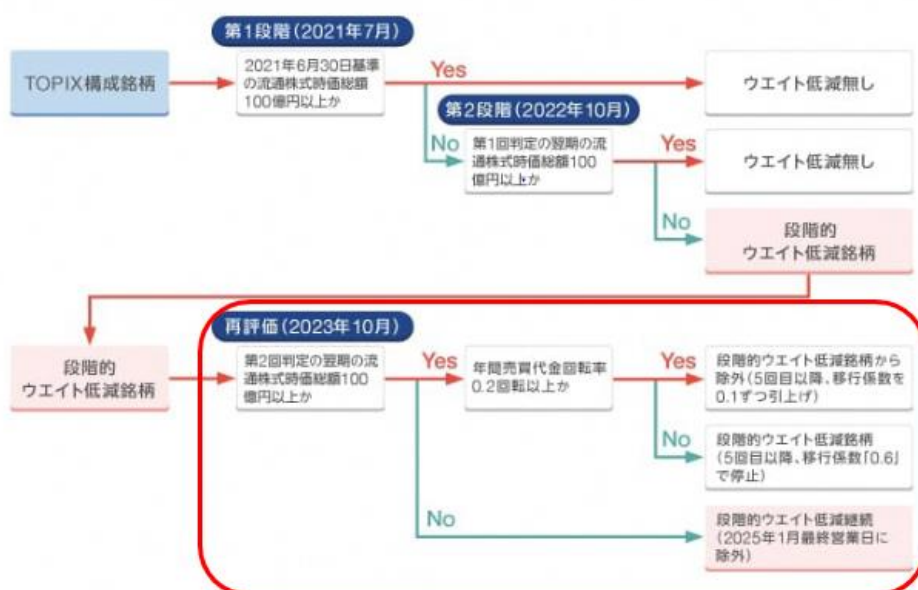 第1段階(2021年7月)
TOPIX構成銘柄
2021年6月30日基準
の流通株式時価総額
100億円以上か
Yes
ウエイト低減無し
No
第2段階(2022年10月)
第1回判定の翌期の流
通株式時価総額100
億円以上か
Yes
ウエイト低減無し
No
段階的
ウエイト低減銘柄
再評価(2023年10月)
段階的
ウエイト低減銘柄
第2回判定の翌期の流
通株式時価総額100
億円以上か
Yes
年間売買代金回転率
0.2回転以上か
Yes
段階的ウエイト低減銘柄から
除外(5回目以降、移行係数を
0.1ずつ引上げ)
No
段階的ウエイト低減銘柄
(5回目以降、移行係数「0.6」
で停止)
No
段階的ウエイト低減継続
(2025年1月最終営業日に
除外)